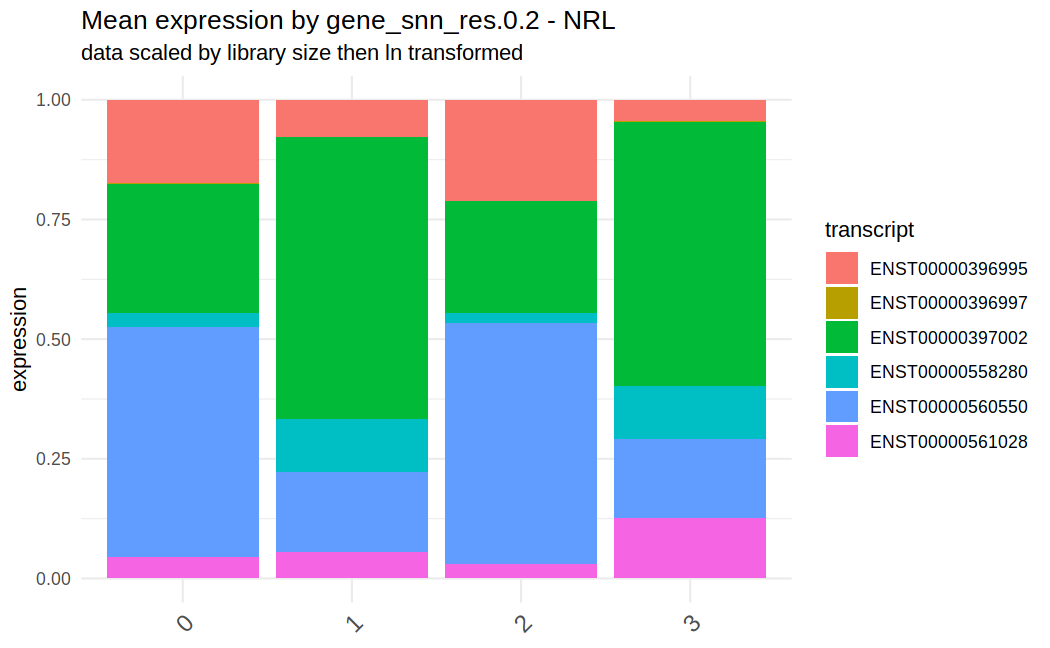 Mean expression by gene_snn_res.0.2 - NRL
data scaled by library size then ln transformed
expression
1.00
0.75
0.50
0.25
0.00
0
1
2
3
transcript
ENST00000396995
ENST00000396997
ENST00000397002
ENST00000558280
ENST00000560550
ENST00000561028